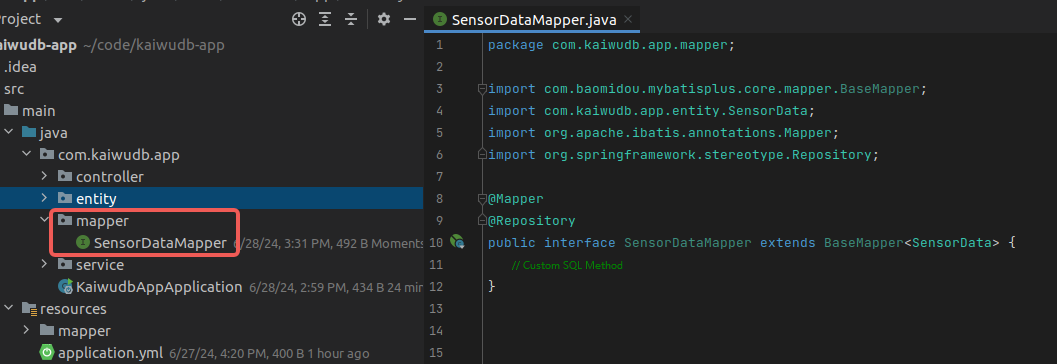 Project
SensorDataMapper.java
aiwudb-app ~/code/kaiwudb-app
.idea
src
main
java
com.kaiwudb.app
controller
entity
mapper
SensorDataMapper 6/28/24, 3:31 PM, 492 B Moments
service
KaiwudbAppApplication 6/28/24, 2:59 PM, 434 B 24 min
resources
mapper
application.yml 6/27/24, 4:20 PM, 400 B 1 hour ago
1 package com.kaiwudb.app.mapper;
2
3 import com.baomidou.mybatisplus.core.mapper.BaseMapper;
4 import com.kaiwudb.app.entity.SensorData;
5 import org.apache.ibatis.annotations.Mapper;
6 import org.springframework.stereotype.Repository;
7
8 @Mapper
9 @Repository
10 public interface SensorDataMapper extends BaseMapper<SensorData> {
11 // Custom SQL Method
12 }
13
14
15